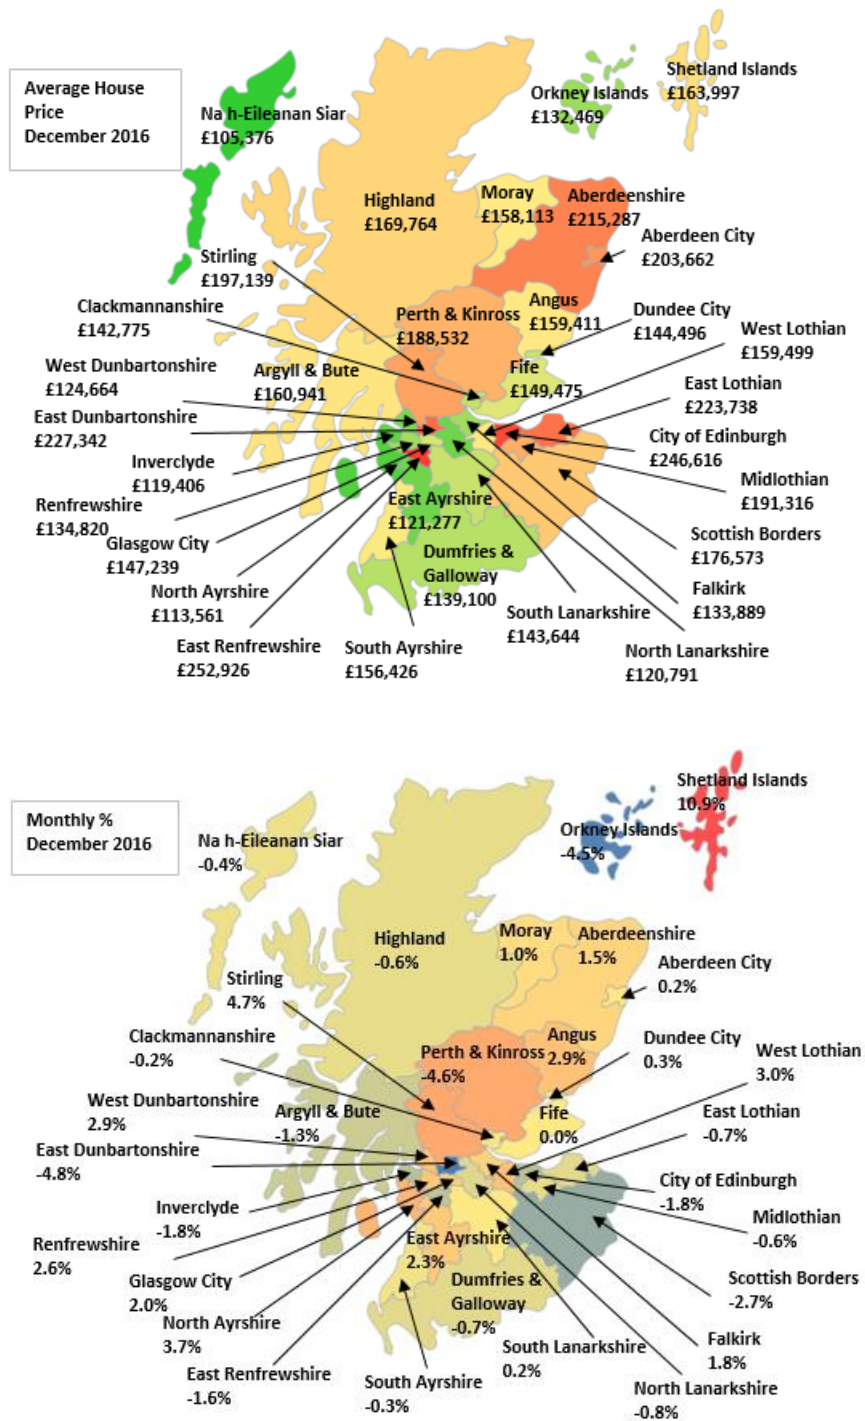 Average House
Price
December 2016
Na h-Eileanan Siar
£105,376
Orkney Islands
£132,469
Shetland Islands
£163,997
Highland
£169,764
Moray
£158,113
Aberdeenshire
£215,287
Aberdeen City
£203,662
Stirling
£197,139
Clackmannanshire
£142,775
Perth & Kinross
£188,532
Angus
£159,411
Dundee City
£144,496
West Lothian
£159,499
West Dunbartonshire
£124,664
Argyll & Bute
£160,941
Fife
£149,475
East Lothian
£223,738
East Dunbartonshire
£227,342
City of Edinburgh
£246,616
Inverclyde
£119,406
Midlothian
£191,316
Renfrewshire
£134,820
East Ayrshire
£121,277
Scottish Borders
£176,573
Glasgow City
£147,239
Dumfries &
Galloway
£139,100
North Ayrshire
£113,561
Falkirk
£133,889
South Lanarkshire
£143,644
East Renfrewshire
£252,926
South Ayrshire
£156,426
North Lanarkshire
£120,791
Monthly %
December 2016
Na h-Eileanan Siar
-0.4%
Orkney Islands
-4.5%
Shetland Islands
10.9%
Highland
-0.6%
Moray
1.0%
Aberdeenshire
1.5%
Aberdeen City
0.2%
Stirling
4.7%
Clackmannanshire
-0.2%
Perth & Kinross
-4.6%
Angus
2.9%
Dundee City
0.3%
West Lothian
3.0%
West Dunbartonshire
2.9%
Argyll & Bute
-1.3%
Fife
0.0%
East Lothian
-0.7%
East Dunbartonshire
-4.8%
City of Edinburgh
-1.8%
Inverclyde
-1.8%
Midlothian
-0.6%
Renfrewshire
2.6%
East Ayrshire
2.3%
Scottish Borders
-2.7%
Glasgow City
2.0%
Dumfries &
Galloway
-0.7%
North Ayrshire
3.7%
Falkirk
1.8%
South Lanarkshire
0.2%
East Renfrewshire
-1.6%
South Ayrshire
-0.3%
North Lanarkshire
-0.8%